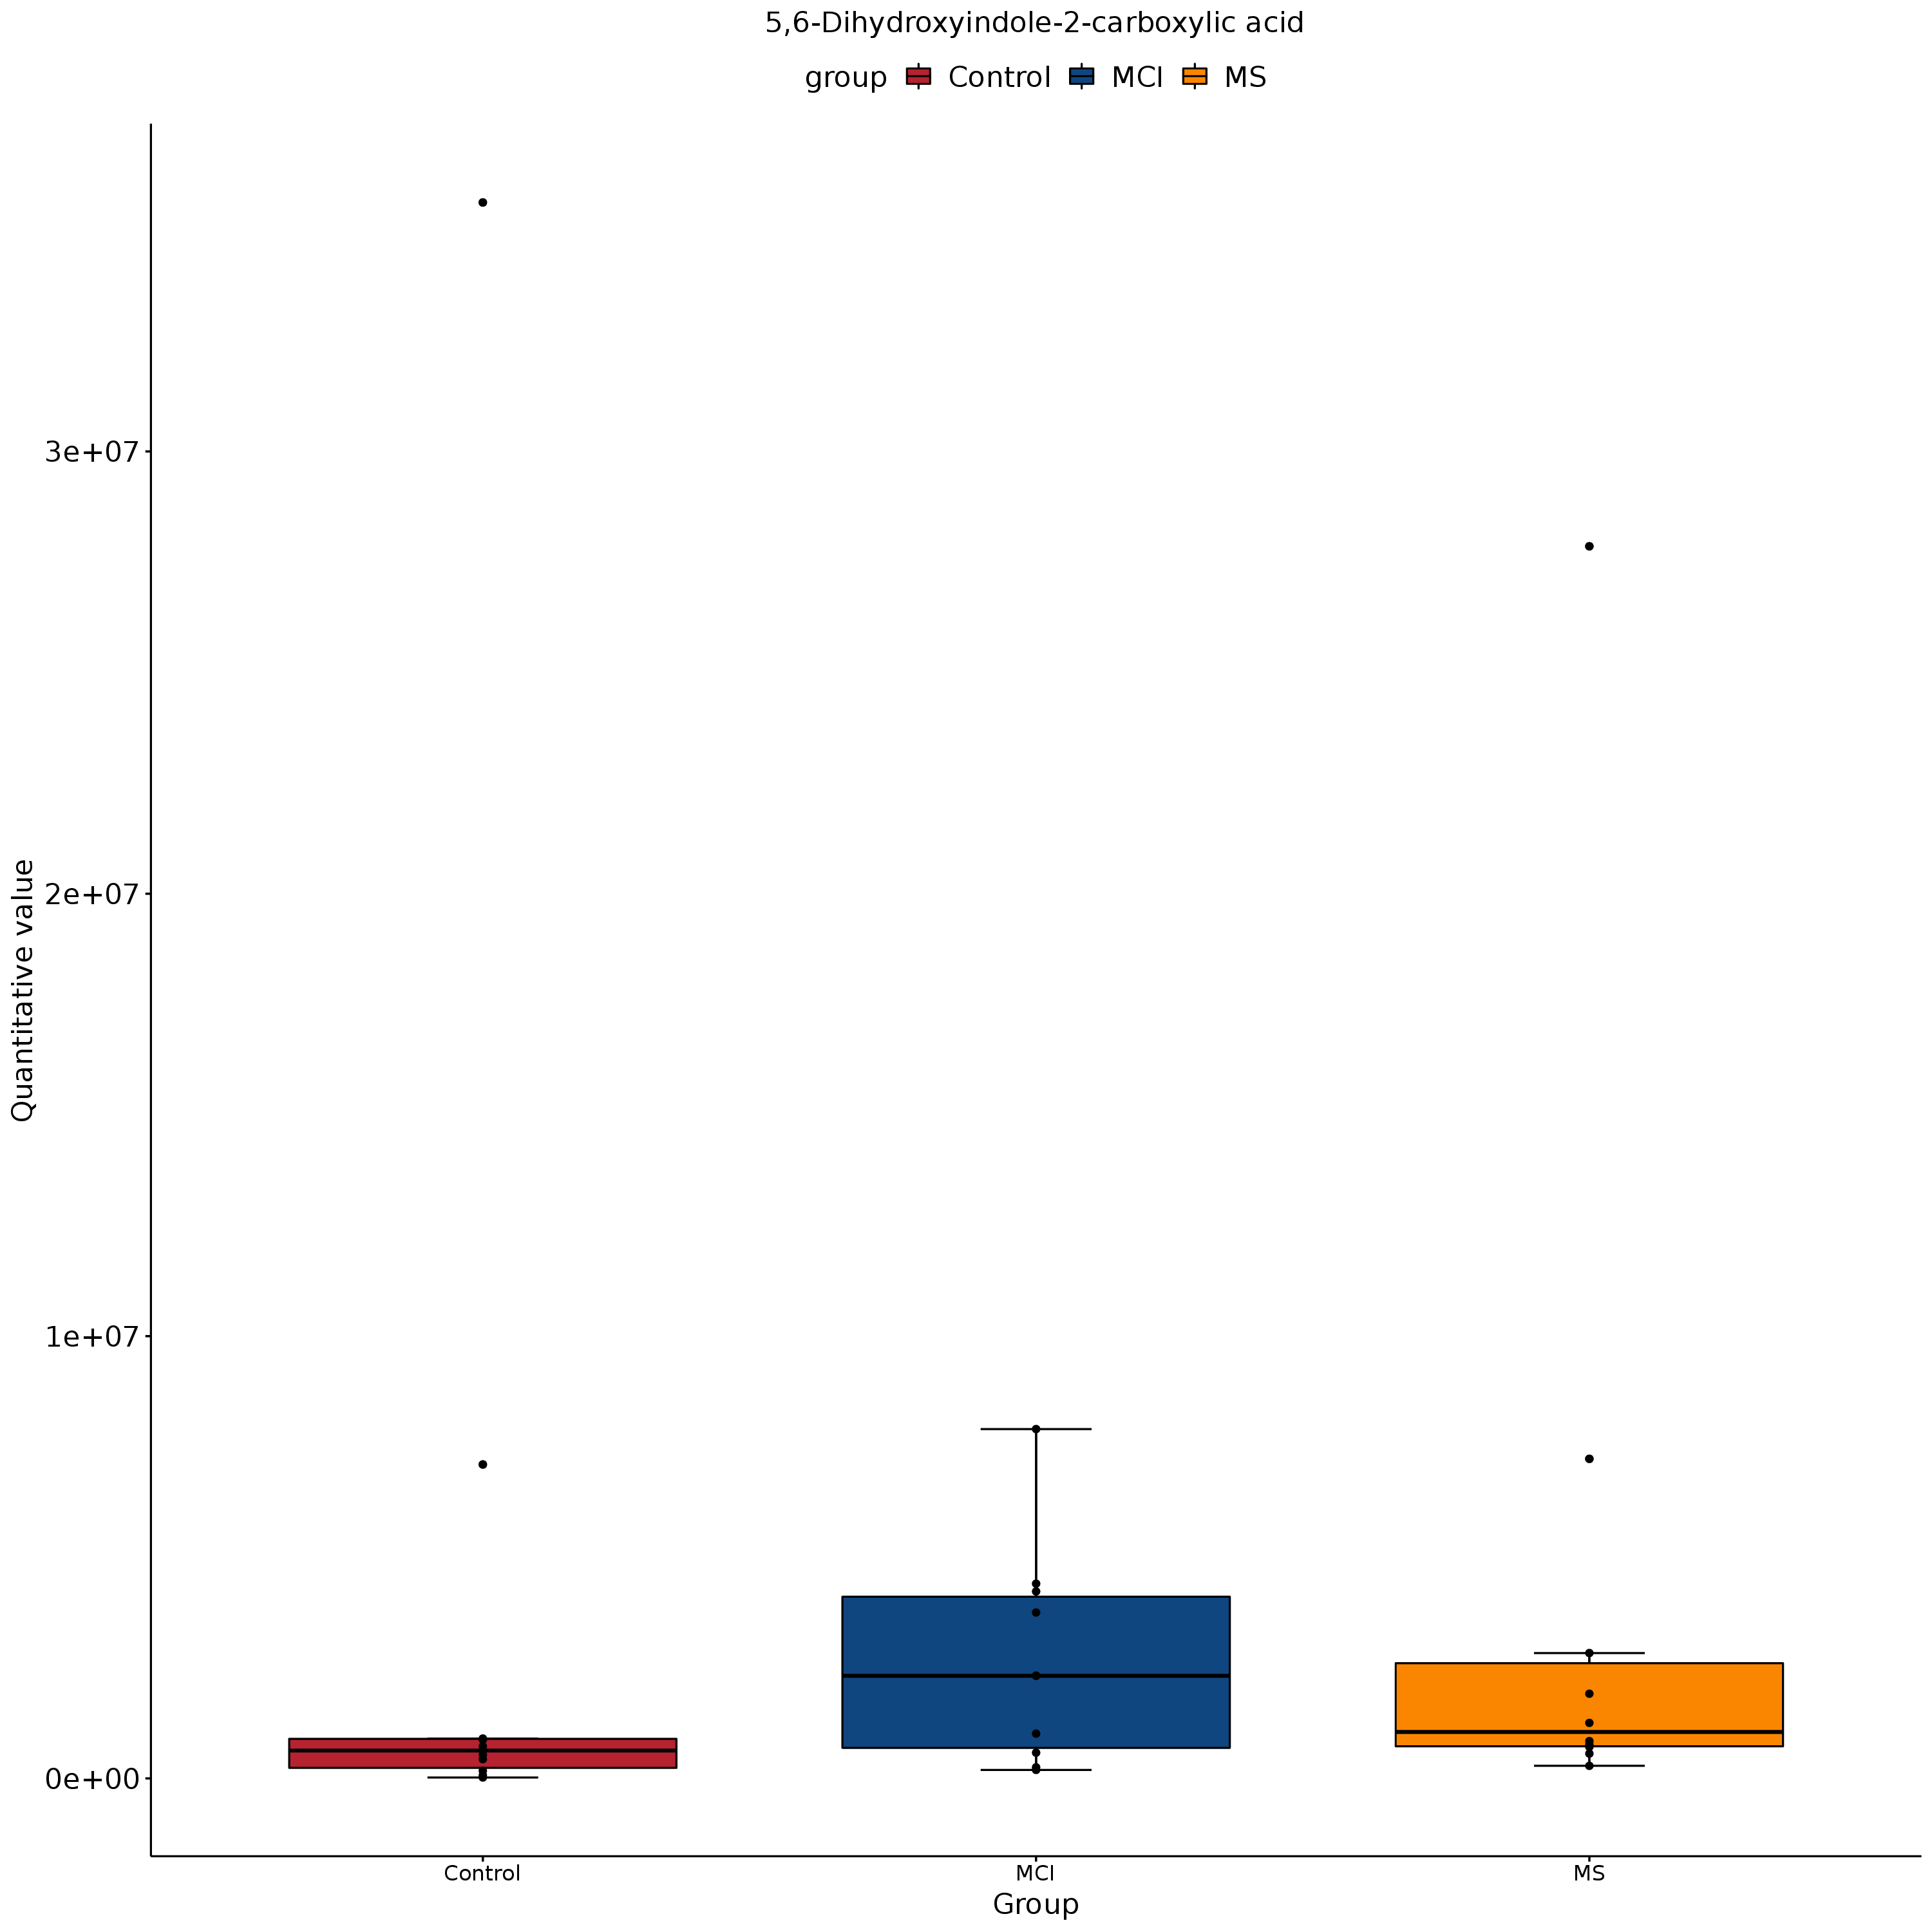 5,6-Dihydroxyindole-2-carboxylic acid
group Control MCI MS
Quantitative value
3e+07
2e+07
1e+07
0e+00
Control MCI MS
Group